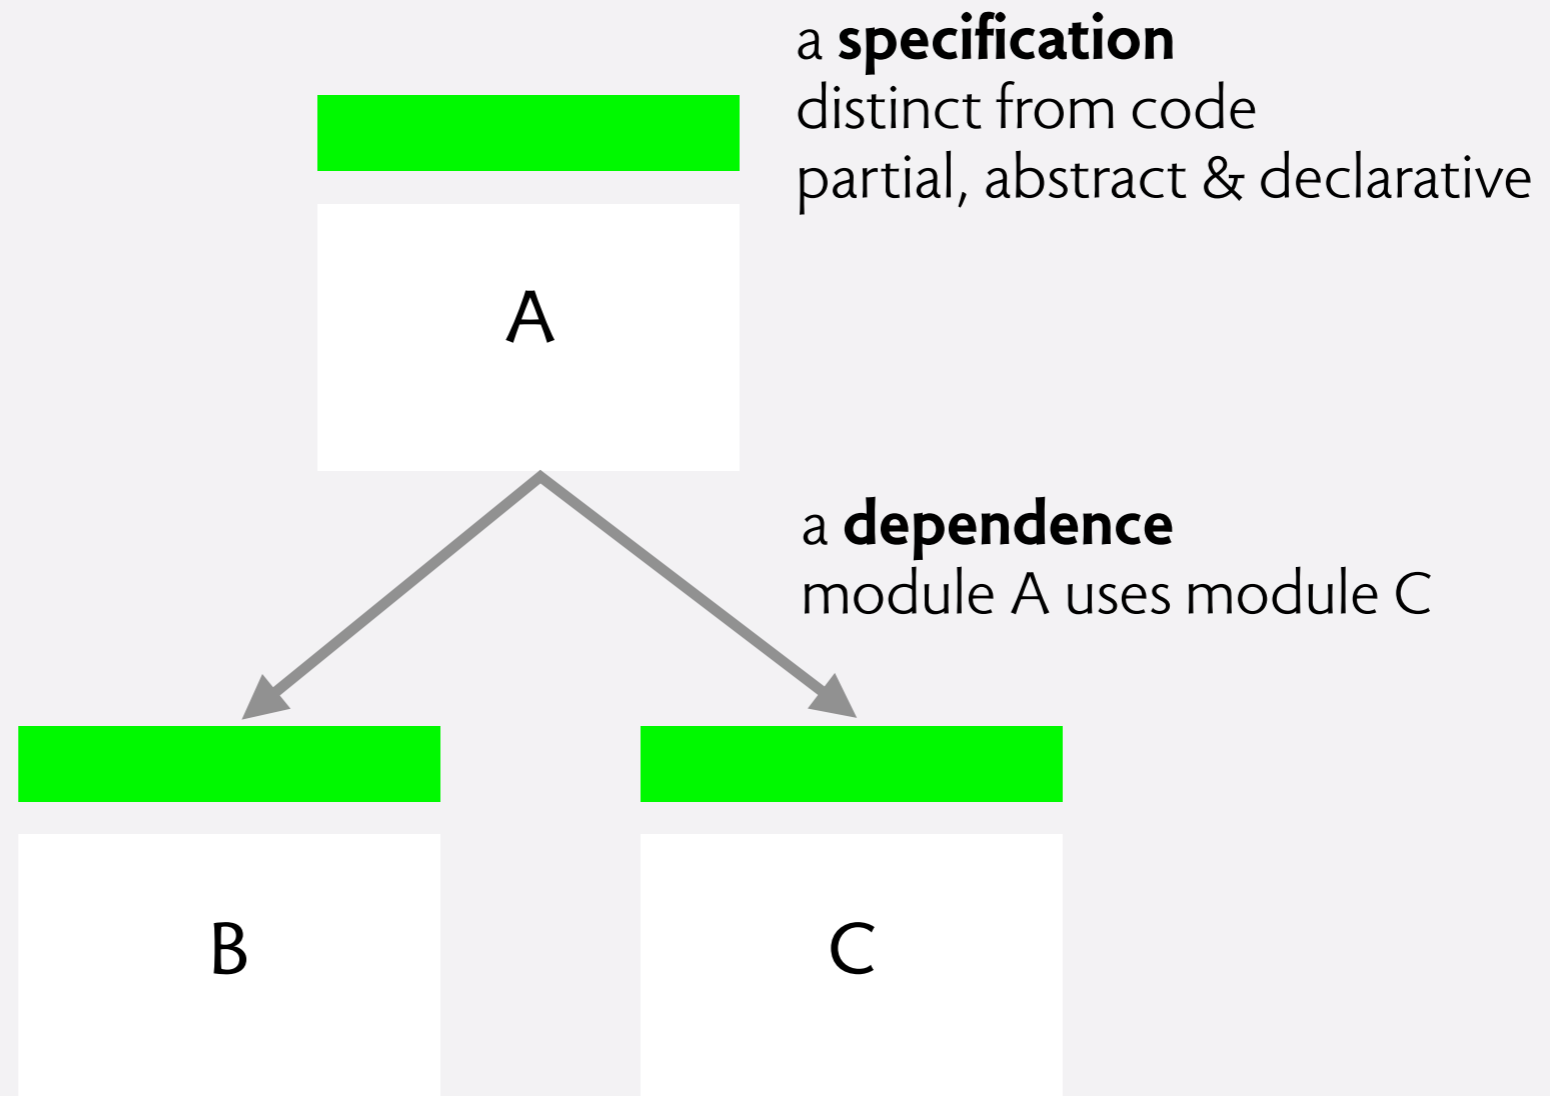 a specification
distinct from code
partial, abstract & declarative
A
a dependence
module A uses module C
B
C